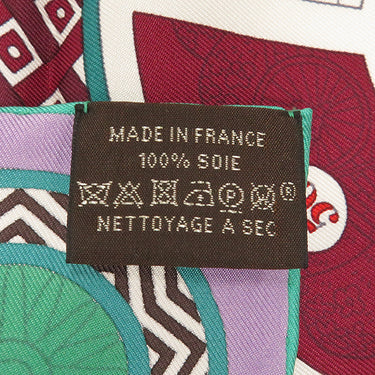 MADE IN FRANCE
100% SOIE
P W ®
NETTOYAGE A SEC